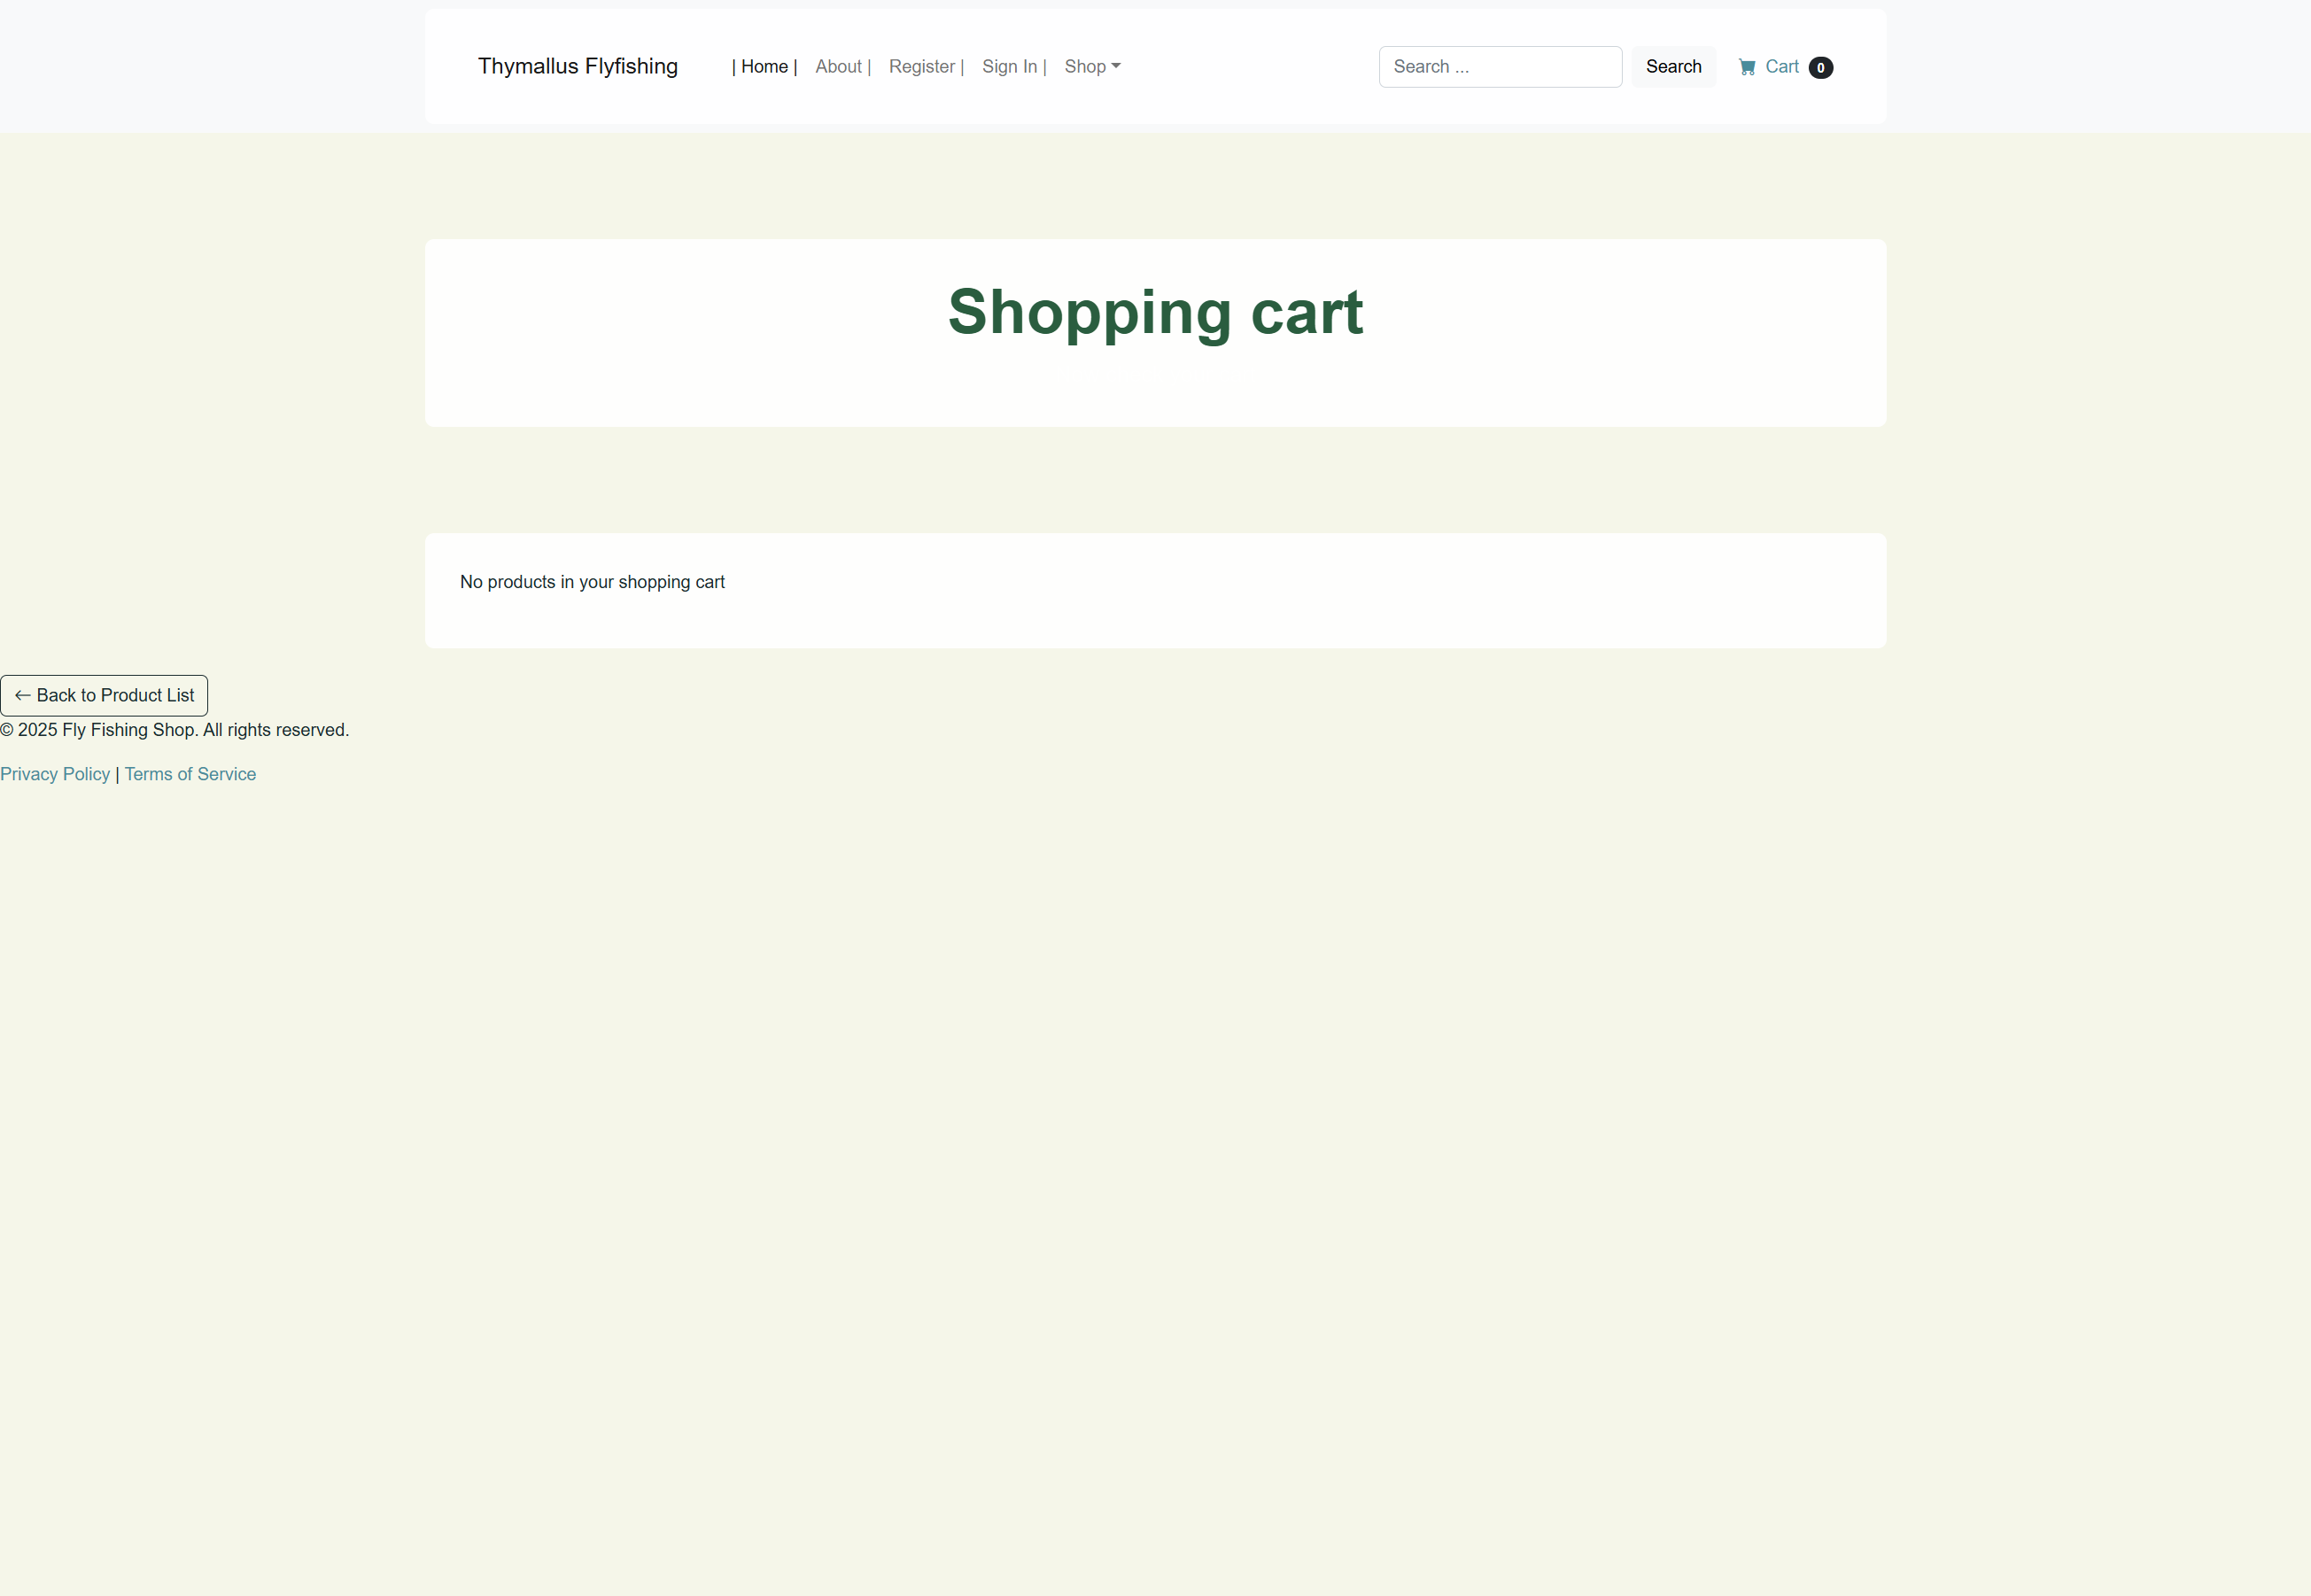 Thymallus Flyfishing | Home | About | Register | Sign In | Shop Search ... Search Cart 0
Shopping cart
No products in your shopping cart
← Back to Product List
© 2025 Fly Fishing Shop. All rights reserved.
Privacy Policy | Terms of Service